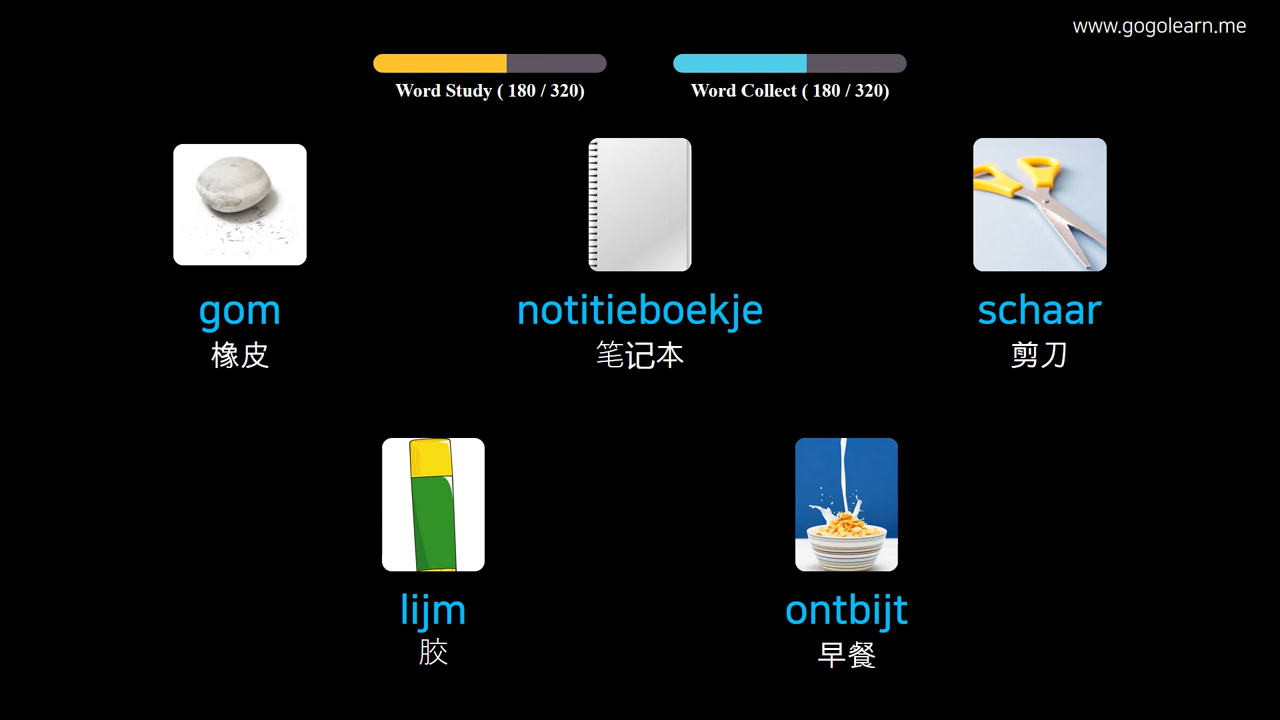 www.gogolearn.me
Word Study ( 180 / 320)
Word Collect ( 180 / 320)
gom
notitieboekje
schaar
橡皮
笔记本
剪刀
lijm
ontbijt
胶
早餐